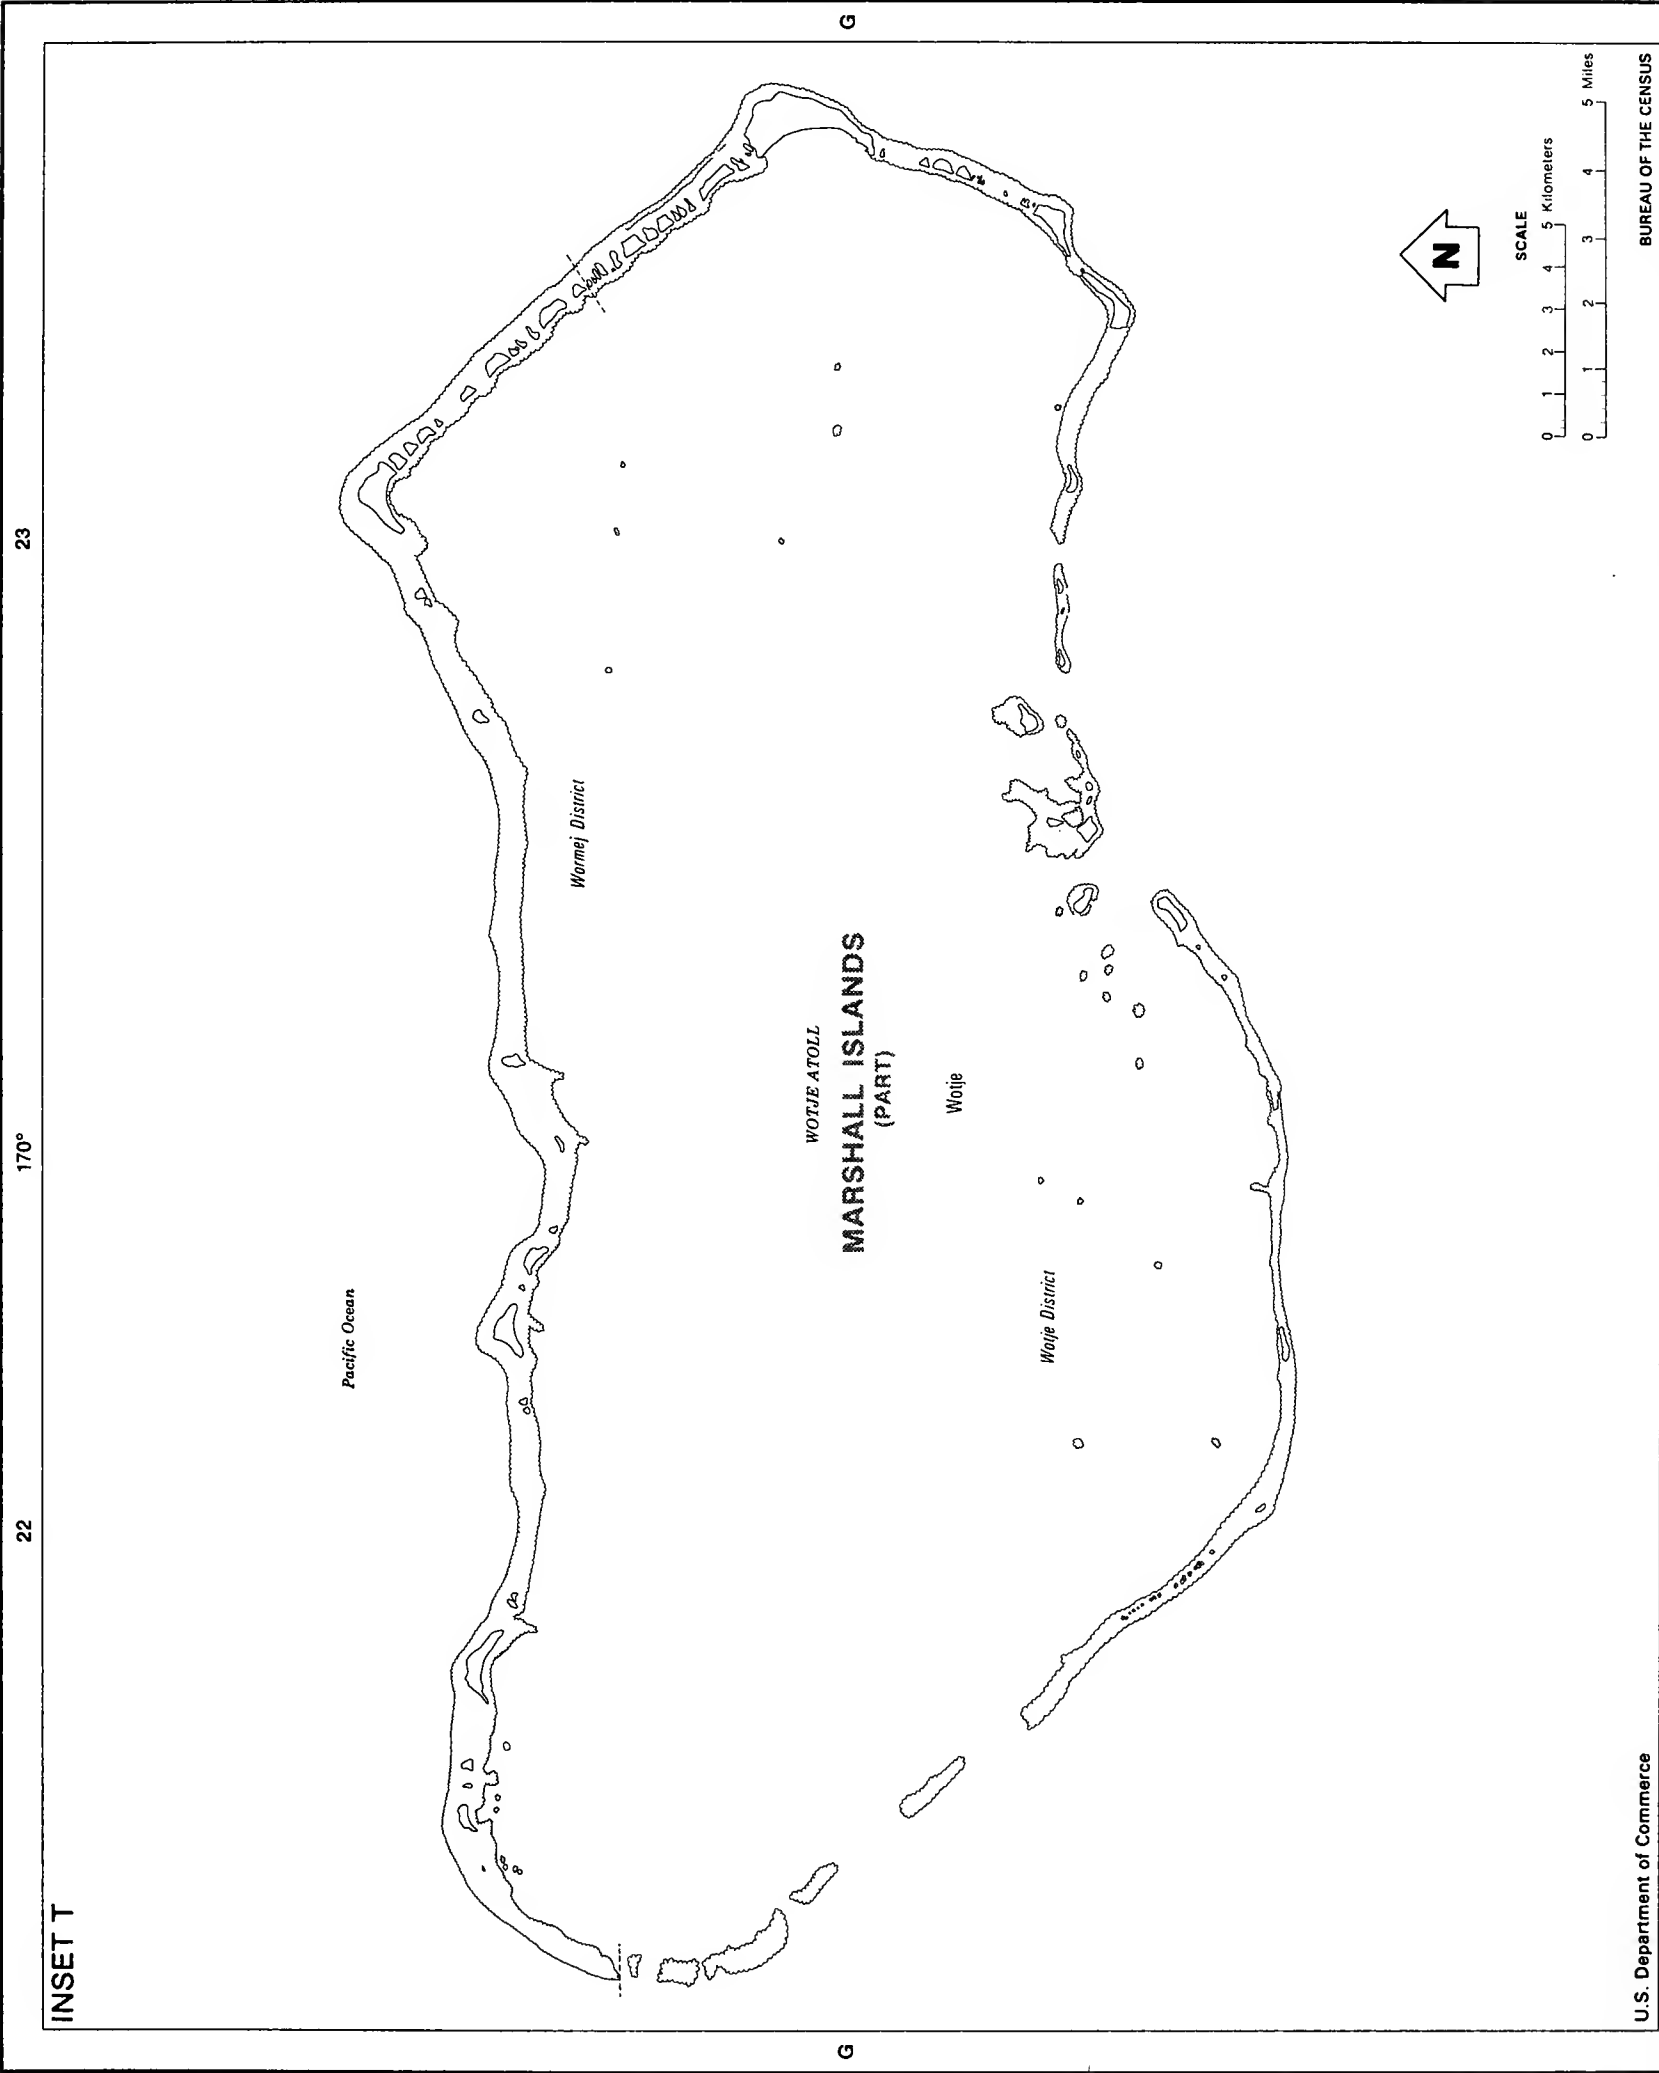 INSET T
22
170°
23
G
Pacific Ocean
Wormej District
WOTJE ATOLL
MARSHALL ISLANDS
(PART)
Wotje
Wotje District
G
N
SCALE
0 1 2 3 4 5 Kilometers
0 1 2 3 4 5 Miles
U.S. Department of Commerce
BUREAU OF THE CENSUS